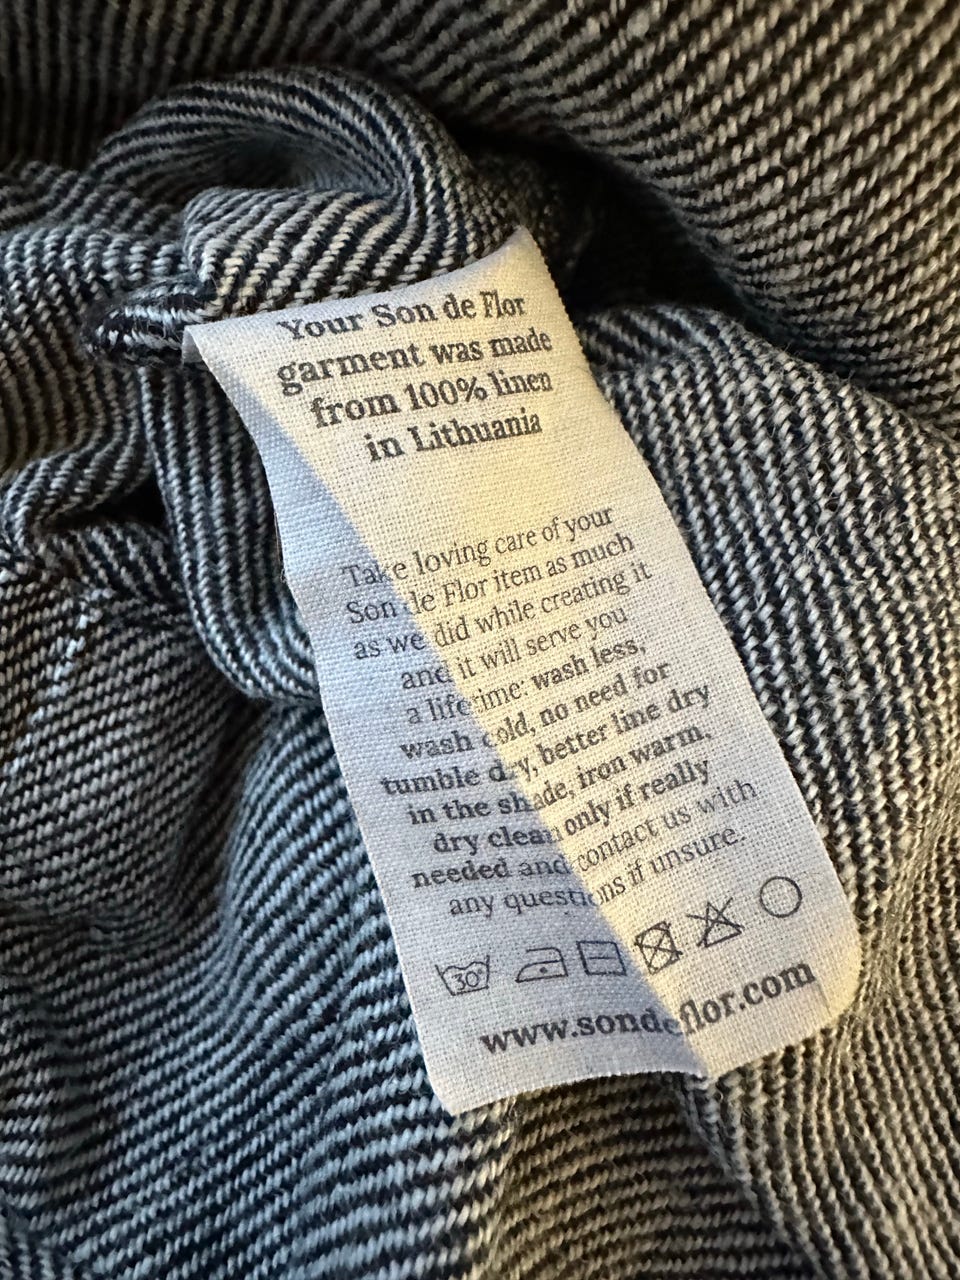 Your Son de Flor
garment was made
from 100% linen
in Lithuania
Take loving care of your
Son de Flor item as much
as we did while creating it
and it will serve you
a lifetime: wash less,
wash cold, no need for
tumble dry, better line dry
in the shade, iron warm,
dry clean only if really
needed and contact us with
any questions if unsure.
30°
www.sondeflor.com